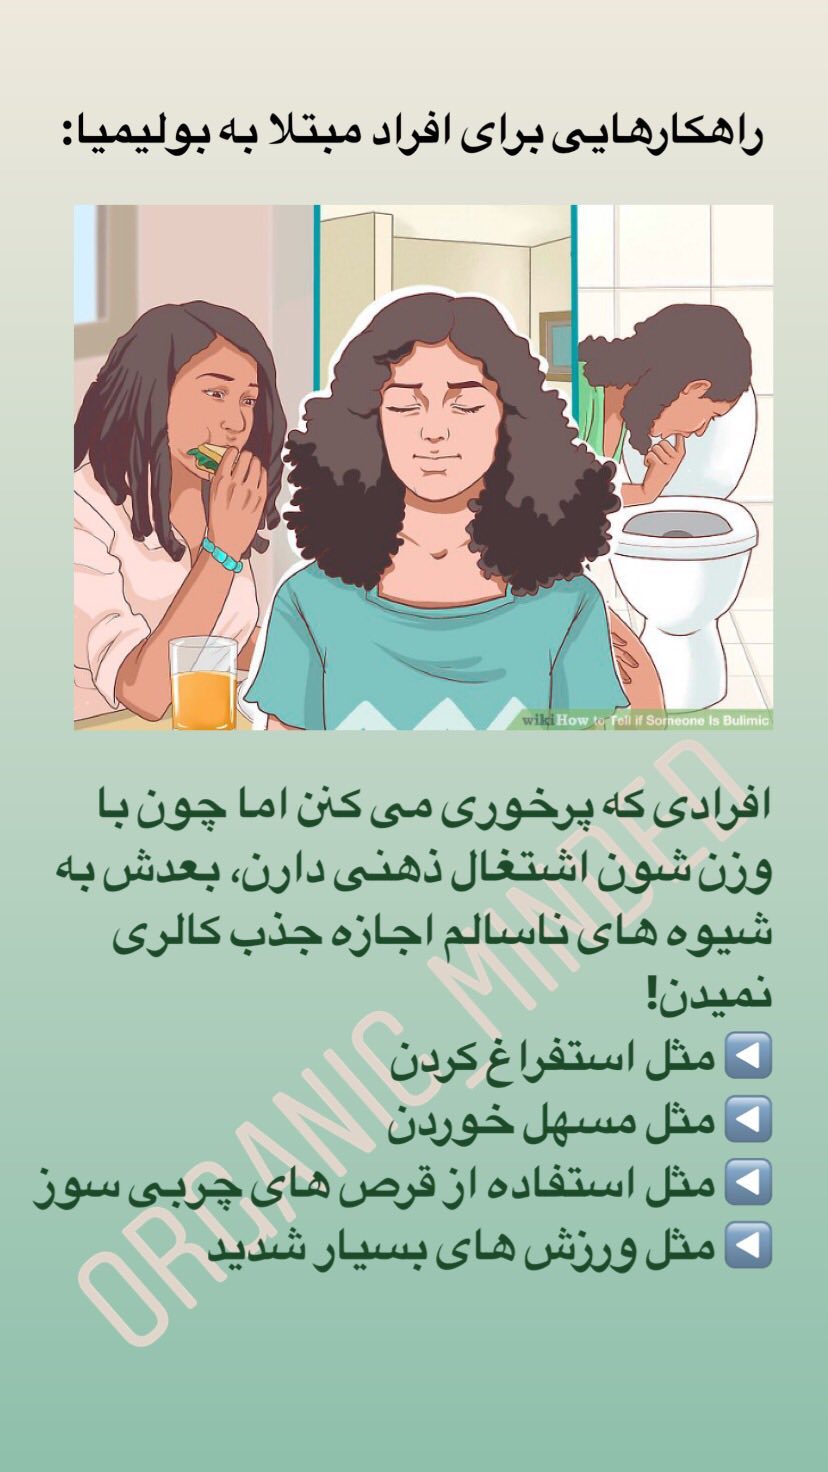 راهکارهایی برای افراد مبتلا به بولیمیا:
wikiHow to Tell if Someone Is Bulimic
افرادی که پرخوری می کنن اما چون با
وزن شون اشتغال ذهنی دارن، بعدش به
شیوه های ناسالم اجازه جذب کالری
نمیدن!
◀️ مثل استفراغ کردن
◀️ مثل مسهل خوردن
◀️ مثل استفاده از قرص های چربی سوز
◀️ مثل ورزش های بسیار شدید
ORGANIC_MINDED